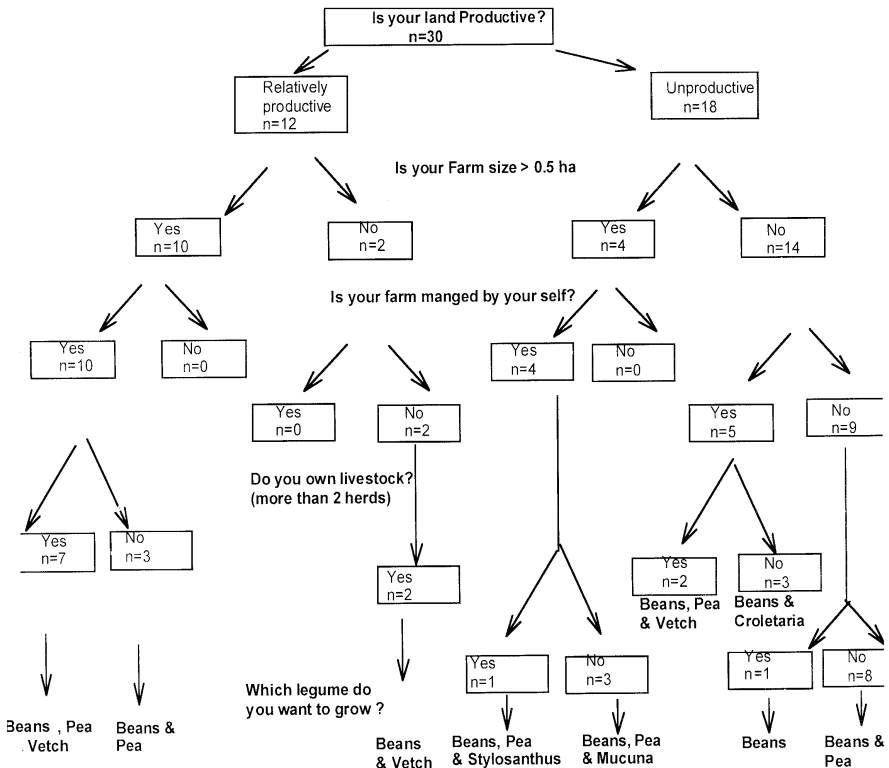 Is your land Productive?
n=30
Relatively
productive
n=12
Unproductive
n=18
Is your Farm size > 0.5 ha
Yes
n=10
No
n=2
Yes
n=4
No
n=14
Is your farm manged by your self?
Yes
n=10
No
n=0
Yes
n=4
No
n=0
Yes
n=0
No
n=2
Yes
n=5
No
n=9
Do you own livestock?
(more than 2 herds)
Yes
n=7
No
n=3
Yes
n=2
Yes
n=2
Beans, Pea
& Vetch
No
n=3
Beans &
Croletaria
Yes
n=1
No
n=3
Yes
n=1
No
n=8
Which legume do
you want to grow ?
Beans , Pea
. Vetch
Beans &
Pea
Beans
& Vetch
Beans, Pea
& Stylosanthus
Beans, Pea
& Mucuna
Beans
Beans &
Pea